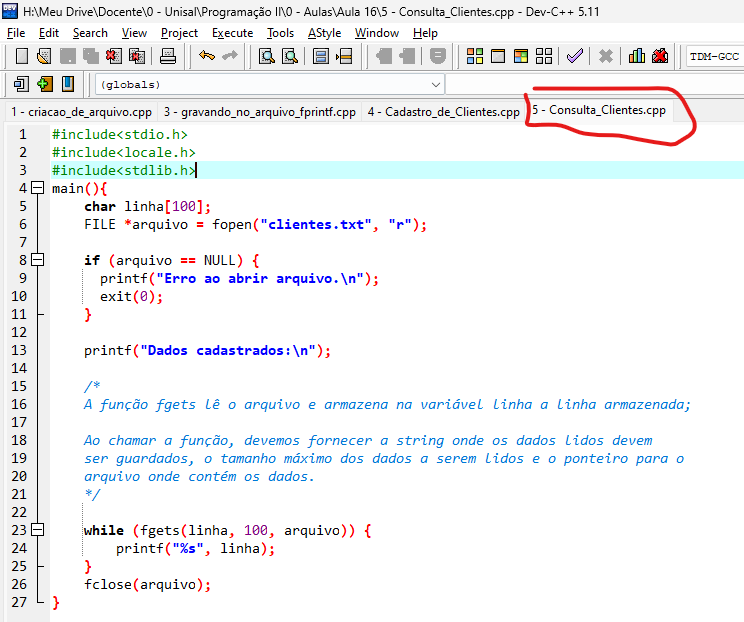 H:\Meu Drive\Docente\0 - Unisal\Programação II\0 - Aulas\Aula 16\5 - Consulta_Clientes.cpp - Dev-C++ 5.11
File Edit Search View Project Execute Tools AStyle Window Help
TDM-GCC
(globals)
1 - criacao_de_arquivo.cpp 3 - gravando_no_arquivo_fprintf.cpp 4 - Cadastro_de_Clientes.cpp 5 - Consulta_Clientes.cpp
1 #include<stdio.h>
2 #include<locale.h>
3 #include<stdlib.h>
4 main(){
5 char linha[100];
6 FILE *arquivo = fopen("clientes.txt", "r");
7
8 if (arquivo == NULL) {
9 printf("Erro ao abrir arquivo.\n");
10 exit(0);
11 }
12
13 printf("Dados cadastrados:\n");
14
15 /*
16 A função fgets lê o arquivo e armazena na variável linha a linha armazenada;
17
18 Ao chamar a função, devemos fornecer a string onde os dados lidos devem
19 ser guardados, o tamanho máximo dos dados a serem lidos e o ponteiro para o
20 arquivo onde contém os dados.
21 */
22
23 while (fgets(linha, 100, arquivo)) {
24 printf("%s", linha);
25 }
26 fclose(arquivo);
27 }